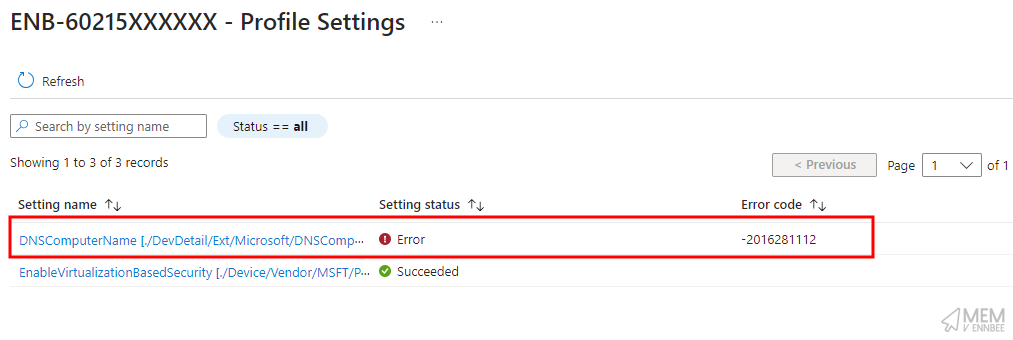 ENB-60215XXXXXX - Profile Settings ...
Refresh
Search by setting name
Status == all
Showing 1 to 3 of 3 records
< Previous Page 1 of 1
Setting name ↑↓ Setting status ↑↓ Error code ↑↓
DNSComputerName [./DevDetail/Ext/Microsoft/DNSComp... Error -2016281112
EnableVirtualizationBasedSecurity [./Device/Vendor/MSFT/P... Succeeded
MEM
V ENNBEE